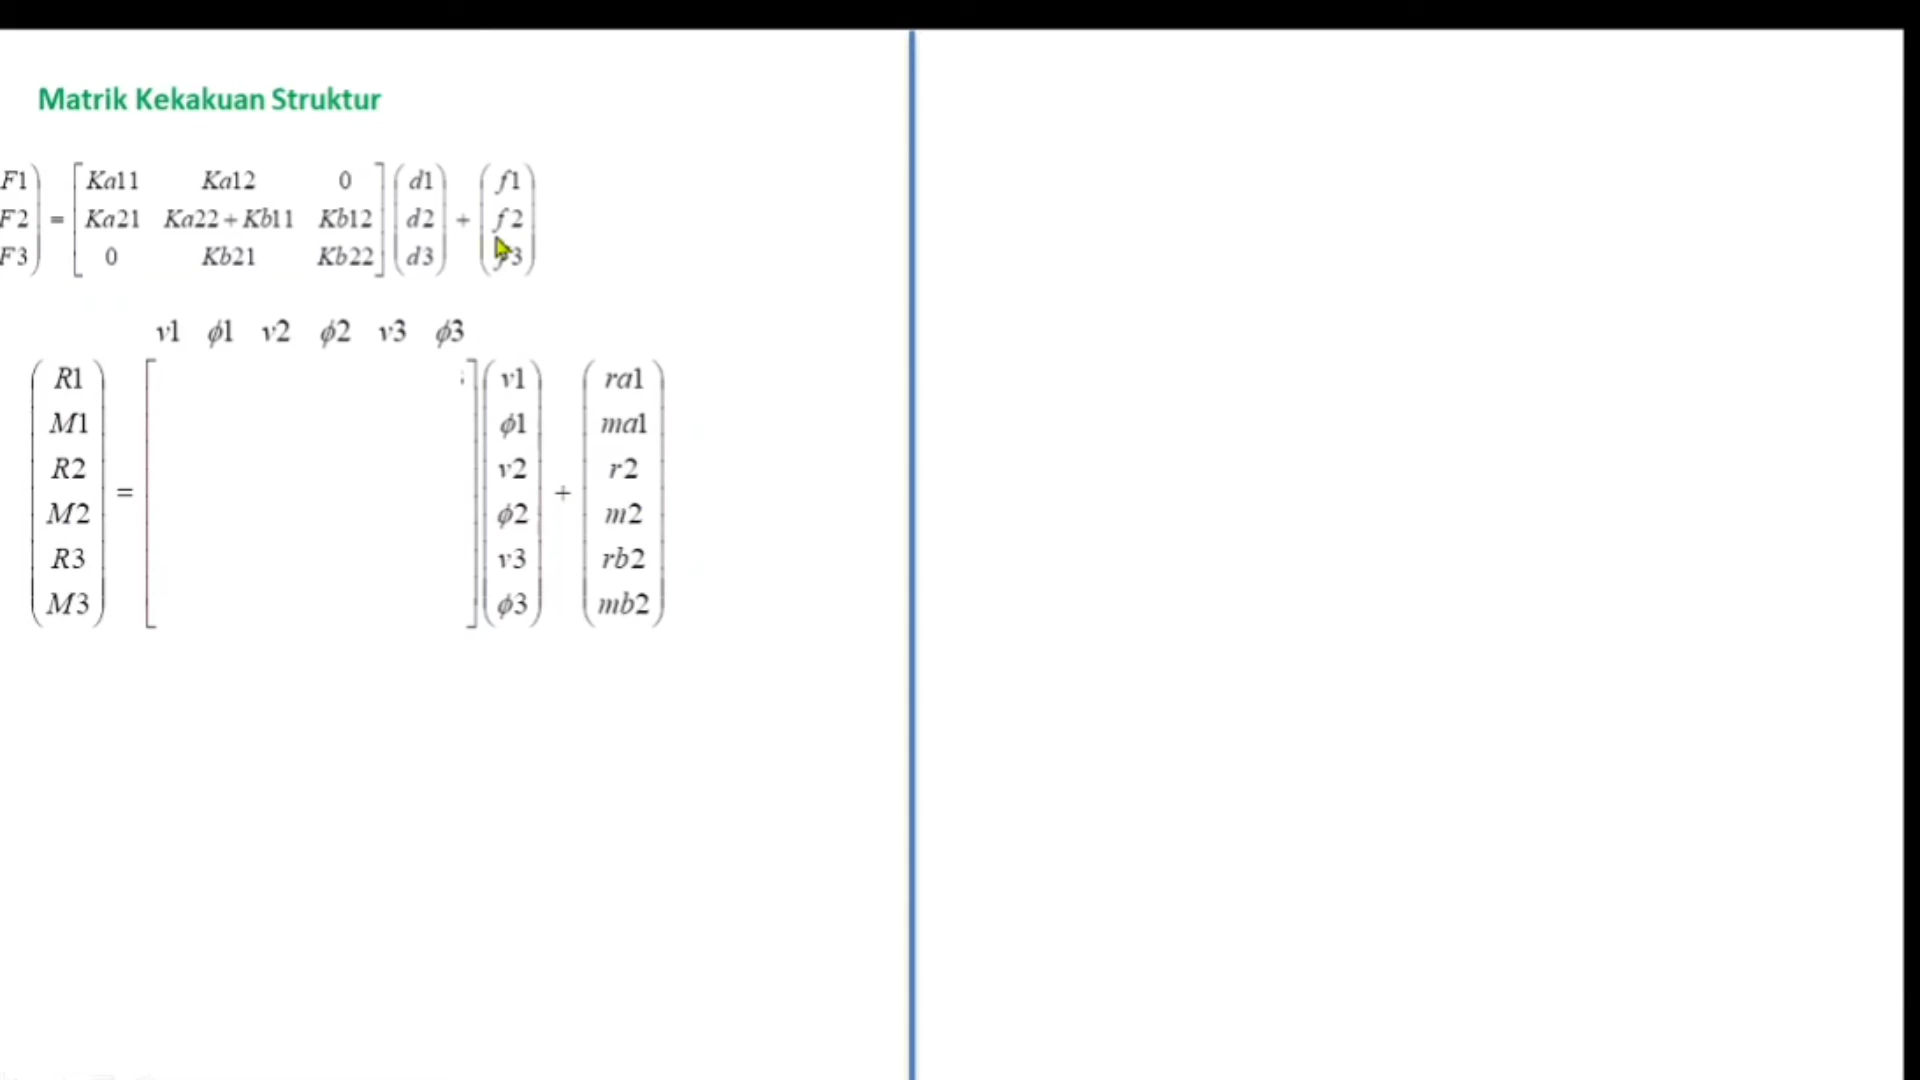 Matrik Kekakuan Struktur
F1 Ka11 Ka12 0 d1 f1
F2 = Ka21 Ka22+Kb11 Kb12 d2 + f2
F3 0 Kb21 Kb22 d3
v1 ϕ1 v2 ϕ2 v3 ϕ3
R1 v1 ra1
M1 ϕ1 ma1
R2 v2 r2
= +
M2 ϕ2 m2
R3 v3 rb2
M3 ϕ3 mb2